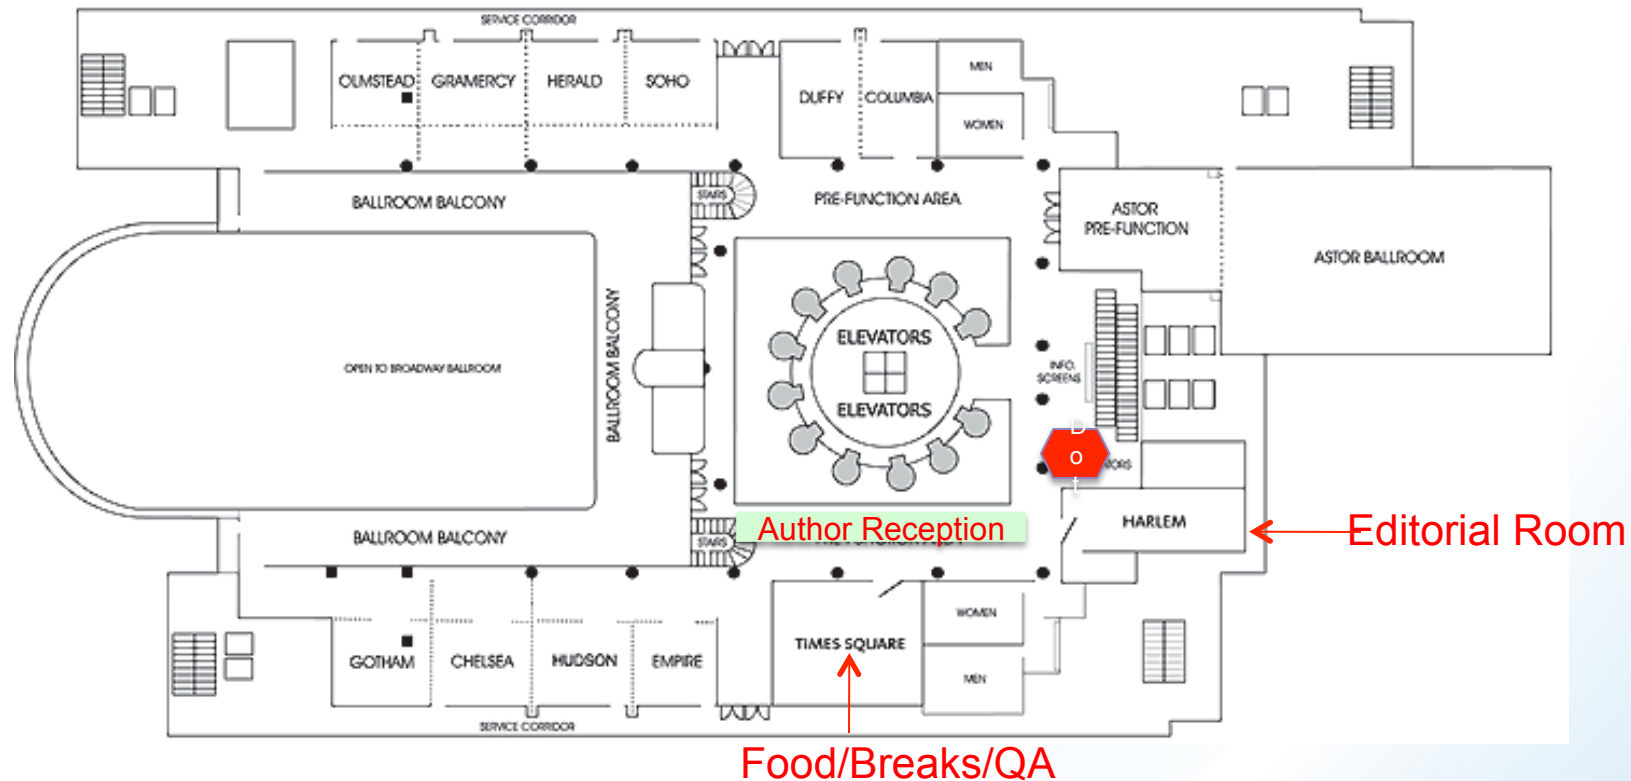 SERVICE CORRIDOR
OLMSTEAD
GRAMERCY
HERALD
SOHO
DUFFY
COLUMBIA
MEN
WOMEN
BALLROOM BALCONY
STAIRS
PRE-FUNCTION AREA
ASTOR
PRE-FUNCTION
ASTOR BALLROOM
BALLROOM BALCONY
OPEN TO BROADWAY BALLROOM
ELEVATORS
ELEVATORS
INFO.
SCREENS
D
o
t
BALLROOM BALCONY
STAIRS
Author Reception
HARLEM
Editorial Room
GOTHAM
CHELSEA
HUDSON
EMPIRE
TIMES SQUARE
WOMEN
MEN
SERVICE CORRIDOR
Food/Breaks/QA